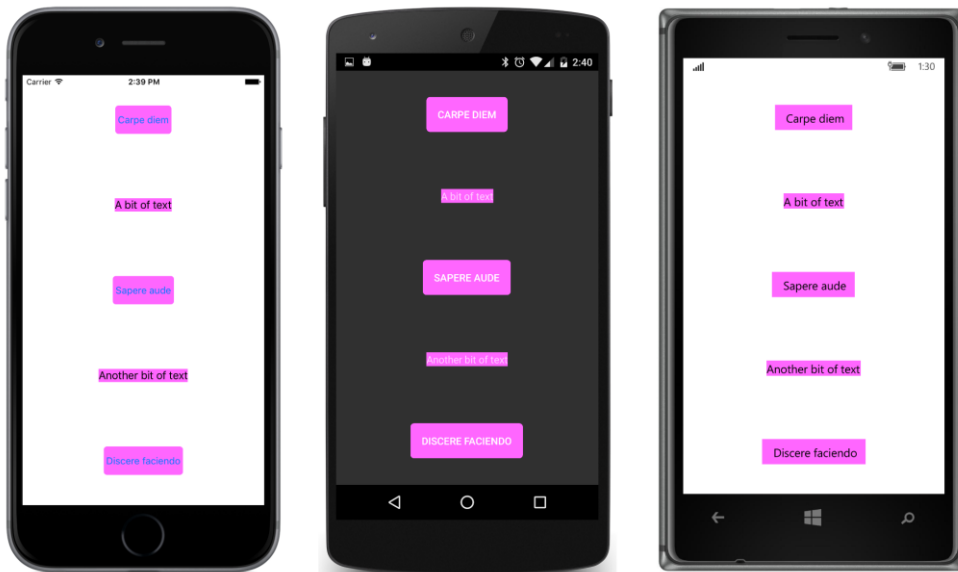 Carrier 2:39 PM
Carpe diem
A bit of text
Sapere aude
Another bit of text
Discere faciendo
2:40
CARPE DIEM
A bit of text
SAPERE AUDE
Another bit of text
DISCERE FACIENDO
1:30
Carpe diem
A bit of text
Sapere aude
Another bit of text
Discere faciendo